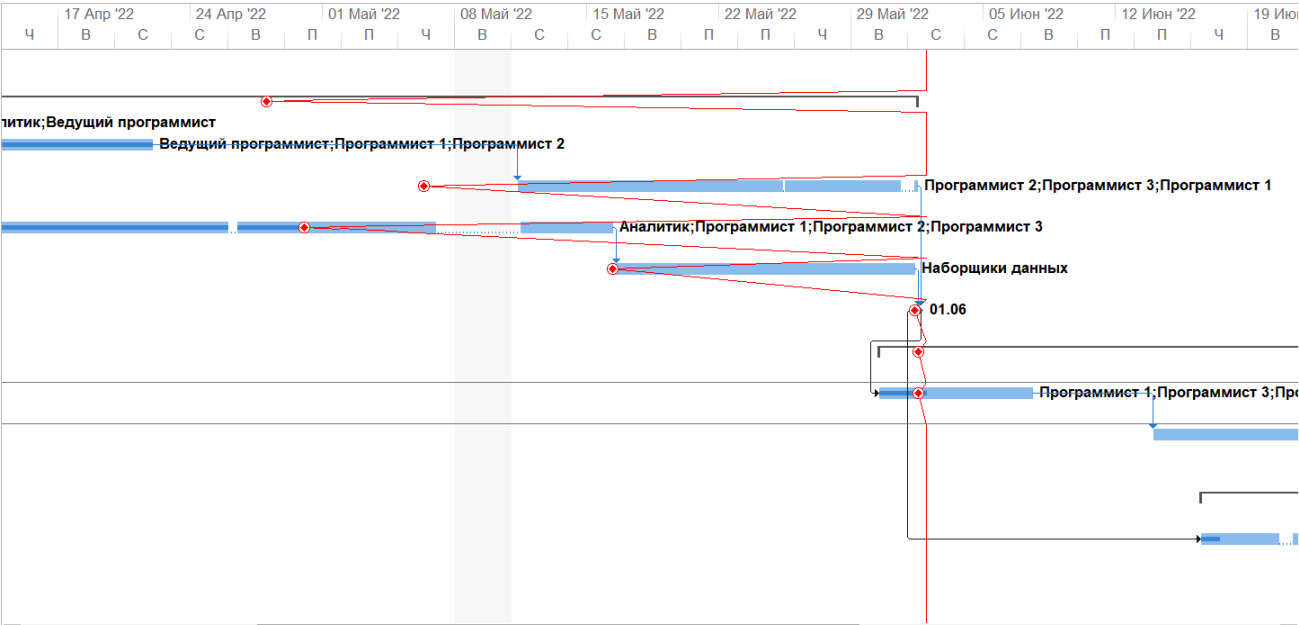 17 Апр '22 24 Апр '22 01 Май '22 08 Май '22 15 Май '22 22 Май '22 29 Май '22 05 Июн '22 12 Июн '22 19 Июн
Ч В С С В П П Ч В С С В П П Ч В С С В П П Ч В
литик;Ведущий программист
Ведущий программист;Программист 1;Программист 2
Программист 2;Программист 3;Программист 1
Аналитик;Программист 1;Программист 2;Программист 3
Наборщики данных
01.06
Программист 1;Программист 3;Про